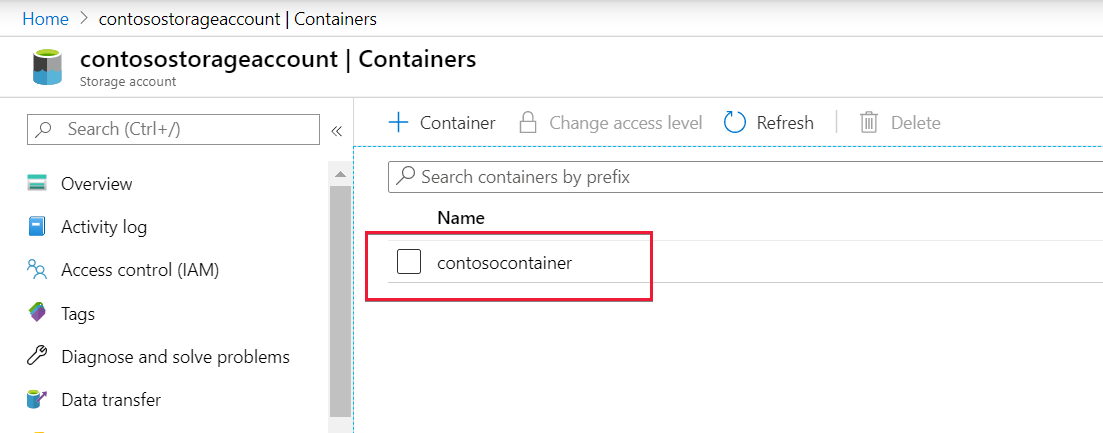 Home > contosostorageaccount | Containers
contosostorageaccount | Containers
Storage account
Search (Ctrl+/)
«
Overview
Activity log
Access control (IAM)
Tags
Diagnose and solve problems
Data transfer
+ Container Change access level Refresh | Delete
Search containers by prefix
Name
contosocontainer